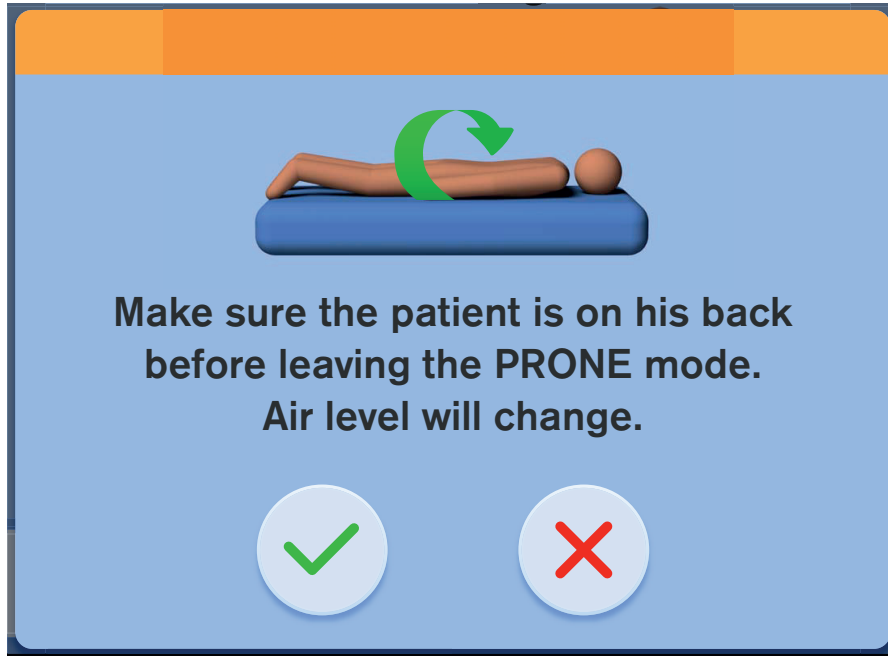 Make sure the patient is on his back
before leaving the PRONE mode.
Air level will change.